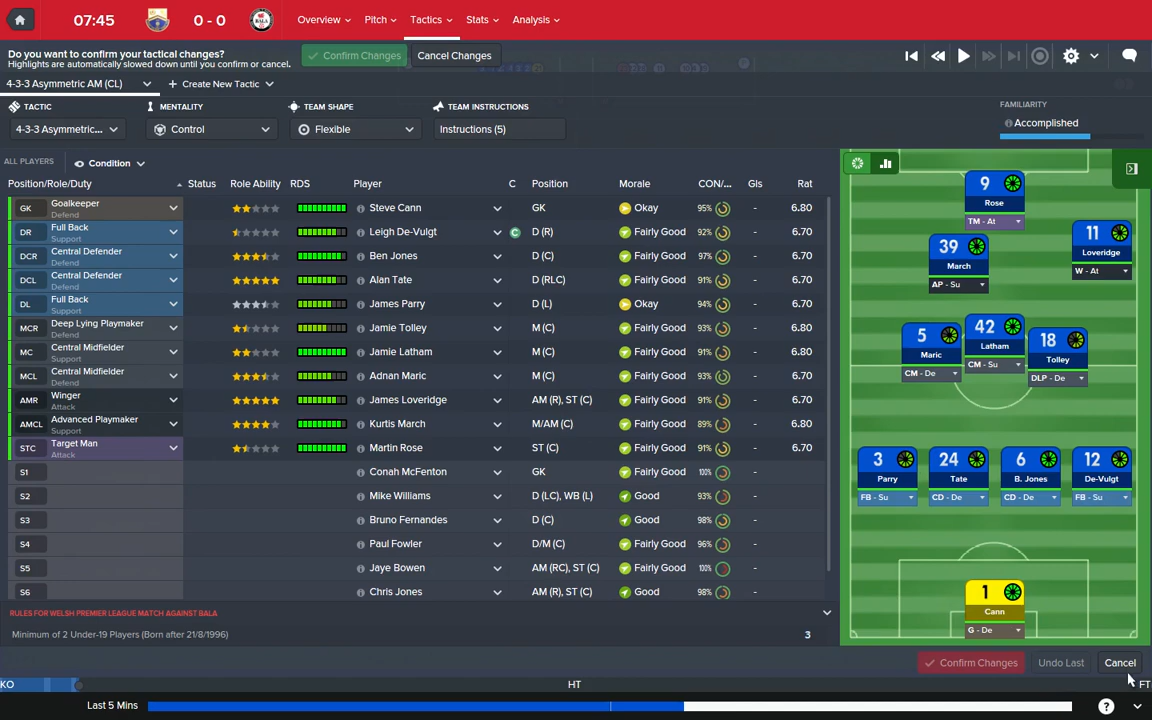 07:45 0 - 0 BALA Overview Pitch Tactics Stats Analysis
Do you want to confirm your tactical changes?
Highlights are automatically slowed down until you confirm or cancel.
Confirm Changes Cancel Changes
4-3-3 Asymmetric AM (CL) + Create New Tactic
TACTIC MENTALITY TEAM SHAPE TEAM INSTRUCTIONS FAMILIARITY
4-3-3 Asymmetric... Control Flexible Instructions (5) Accomplished
ALL PLAYERS Condition
Position/Role/Duty Status Role Ability RDS Player C Position Morale CON/... Gls Rat
GK Goalkeeper Defend Steve Cann GK Okay 95% - 6.80
DR Full Back Support Leigh De-Vulgt C D (R) Fairly Good 92% - 6.70
DCR Central Defender Defend Ben Jones D (C) Fairly Good 97% - 6.70
DCL Central Defender Defend Alan Tate D (RLC) Fairly Good 91% - 6.70
DL Full Back Support James Parry D (L) Okay 94% - 6.70
MCR Deep Lying Playmaker Defend Jamie Tolley M (C) Fairly Good 93% - 6.80
MC Central Midfielder Support Jamie Latham M (C) Fairly Good 91% - 6.80
MCL Central Midfielder Defend Adnan Maric M (C) Fairly Good 93% - 6.70
AMR Winger Attack James Loveridge AM (R), ST (C) Fairly Good 91% - 6.70
AMCL Advanced Playmaker Support Kurtis March M/AM (C) Fairly Good 89% - 6.80
STC Target Man Attack Martin Rose ST (C) Fairly Good 91% - 6.70
S1 Conah McFenton GK Fairly Good 100% -
S2 Mike Williams D (LC), WB (L) Good 93% -
S3 Bruno Fernandes D (C) Good 98% -
S4 Paul Fowler D/M (C) Fairly Good 96% -
S5 Jaye Bowen AM (RC), ST (C) Fairly Good 100% -
S6 Chris Jones AM (R), ST (C) Good 98% -
RULES FOR WELSH PREMIER LEAGUE MATCH AGAINST BALA
Minimum of 2 Under-19 Players (Born after 21/8/1996) 3
9
Rose
TM - At
39 11
March Loveridge
AP - Su W - At
5 42 18
Maric Latham Tolley
CM - De CM - Su DLP - De
3 24 6 12
Parry Tate B. Jones De-Vulgt
FB - Su CD - De CD - De FB - Su
1
Cann
G - De
Confirm Changes Undo Last Cancel
KO HT FT
Last 5 Mins ?